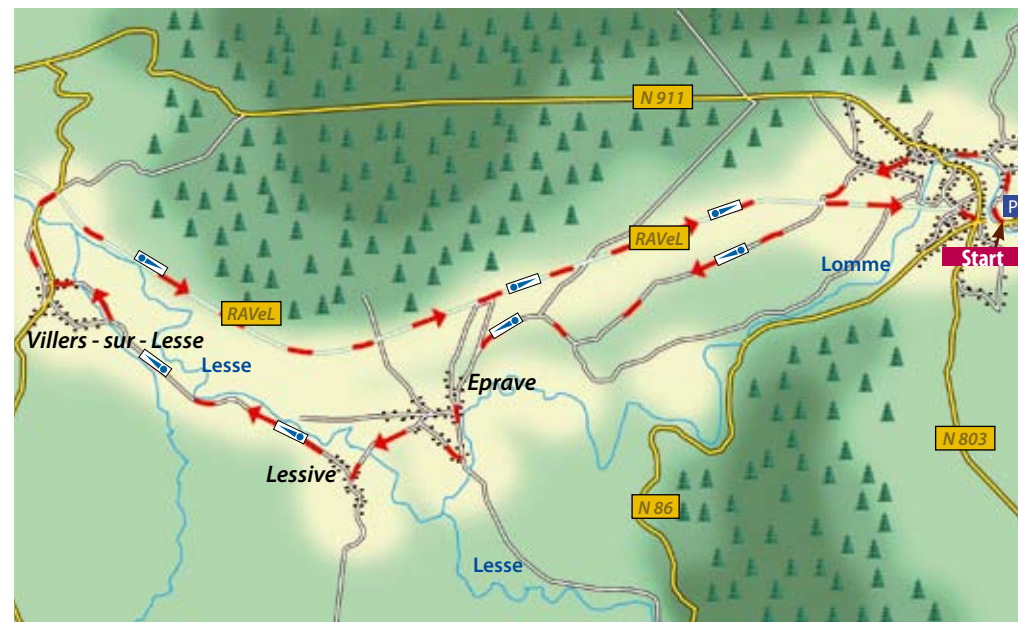 N 911
P
RAVeL
Start
Lomme
RAVeL
Villers - sur - Lesse
Lesse
Eprave
N 803
Lessive
N 86
Lesse